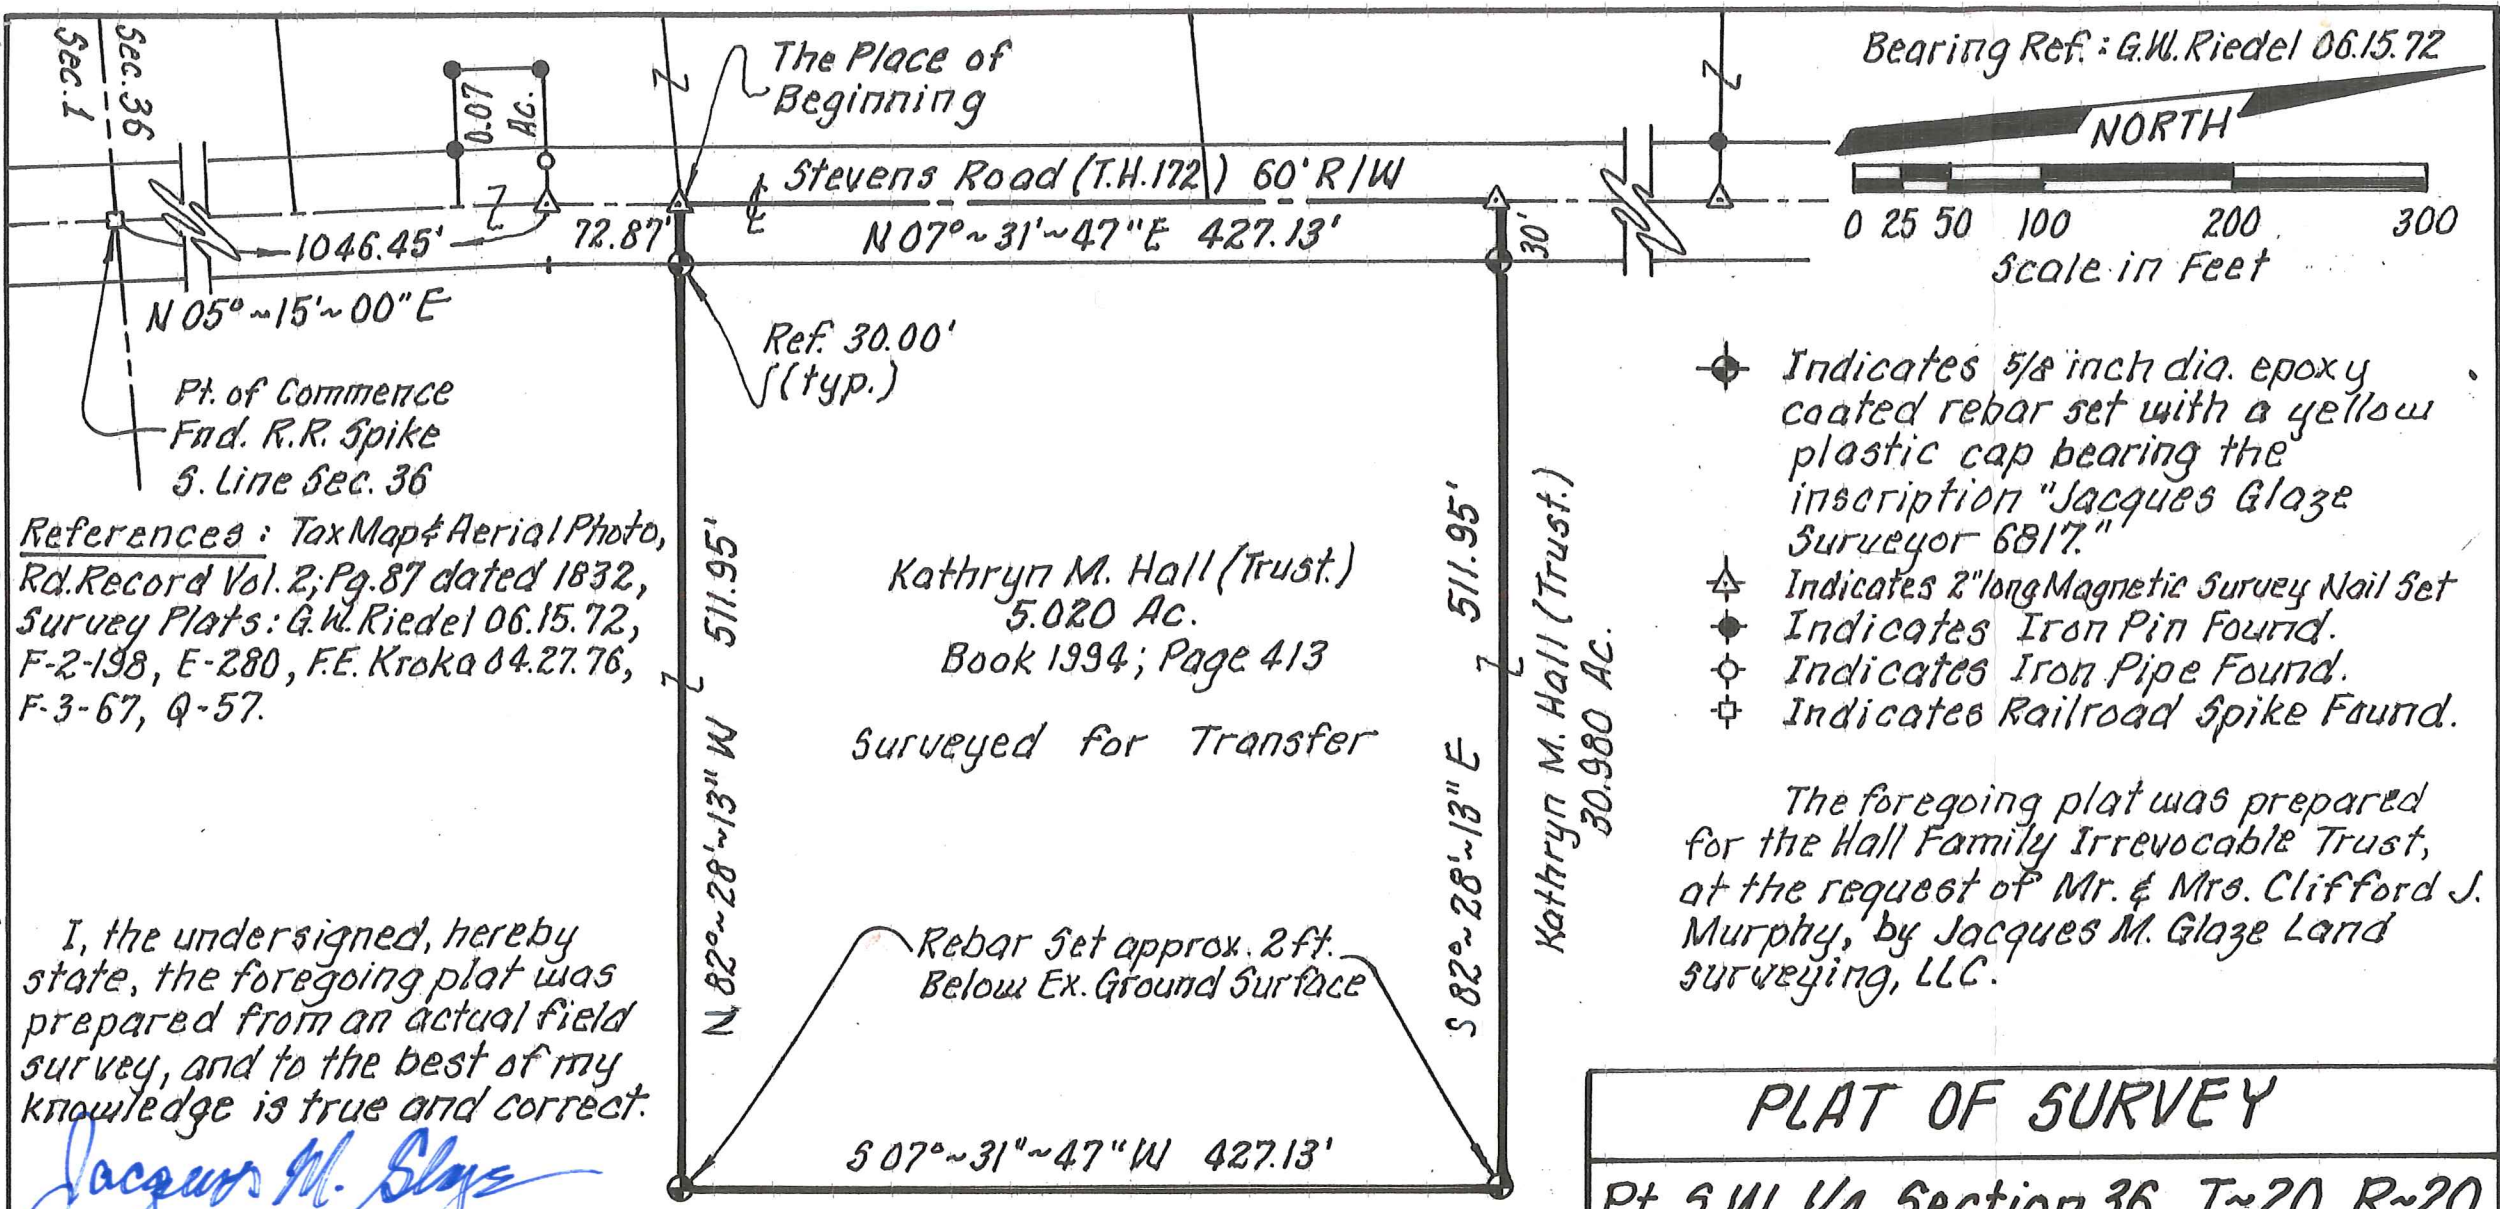 Sec. 36
Sec. 1
0.07
Ac.
The Place of
Beginning
Bearing Ref.: G.W. Riedel 06.15.72
NORTH
Stevens Road (T.H. 172) 60' R/W
1046.45'
72.87'
N 07°~31'~47"E 427.13'
30'
0 25 50 100 200 300
Scale in Feet
N 05°~15'~00" E
Ref. 30.00'
(typ.)
Pt. of Commence
Fnd. R.R. Spike
S. Line Sec. 36
Indicates 5/8 inch dia. epoxy
coated rebar set with a yellow
plastic cap bearing the
inscription "Jacques Glaze
Surveyor 6817."
Indicates 2" long Magnetic Survey Nail Set
Indicates Iron Pin Found.
Indicates Iron Pipe Found.
Indicates Railroad Spike Found.
References: Tax Map & Aerial Photo,
Rd. Record Vol. 2; Pg. 87 dated 1832,
Survey Plats: G.W. Riedel 06.15.72,
F-2-198, E-280, F.E. Kroka 04.27.76,
F-3-67, Q-57.
N 82°~28'~13" W 511.95'
Kathryn M. Hall (Trust.)
5.020 Ac.
Book 1994; Page 413
Surveyed for Transfer
S 82°~28'~13" E 511.95'
Kathryn M. Hall (Trust.)
30.980 Ac.
The foregoing plat was prepared
for the Hall Family Irrevocable Trust,
at the request of Mr. & Mrs. Clifford J.
Murphy, by Jacques M. Glaze Land
Surveying, LLC.
Rebar Set approx. 2 ft.
Below Ex. Ground Surface
I, the undersigned, hereby
state, the foregoing plat was
prepared from an actual field
survey, and to the best of my
knowledge is true and correct.
Jacques M. Glaze
S 07°~31"~47" W 427.13'
PLAT OF SURVEY
Pt. S.W. 1/4 Section 36, T~20, R~20